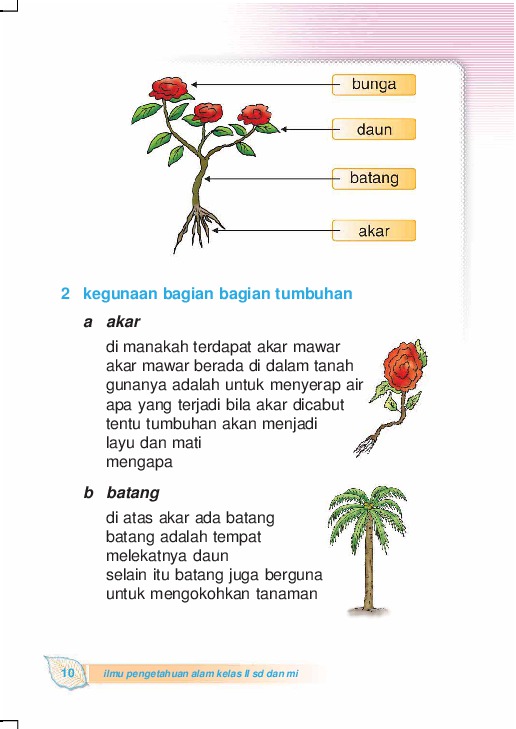 bunga
daun
batang
akar
2 kegunaan bagian bagian tumbuhan
a akar
di manakah terdapat akar mawar
akar mawar berada di dalam tanah
gunanya adalah untuk menyerap air
apa yang terjadi bila akar dicabut
tentu tumbuhan akan menjadi
layu dan mati
mengapa
b batang
di atas akar ada batang
batang adalah tempat
melekatnya daun
selain itu batang juga berguna
untuk mengokohkan tanaman
10 ilmu pengetahuan alam kelas II sd dan mi